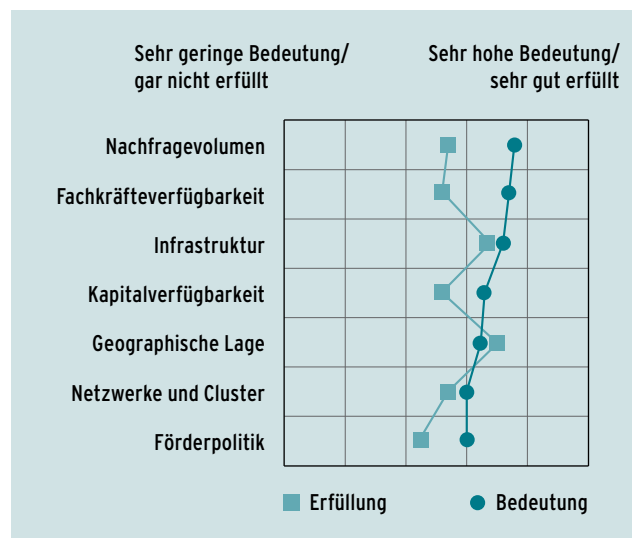 Sehr geringe Bedeutung/
gar nicht erfüllt
Sehr hohe Bedeutung/
sehr gut erfüllt
Nachfragevolumen
Fachkräfteverfügbarkeit
Infrastruktur
Kapitalverfügbarkeit
Geographische Lage
Netzwerke und Cluster
Förderpolitik
Erfüllung
Bedeutung